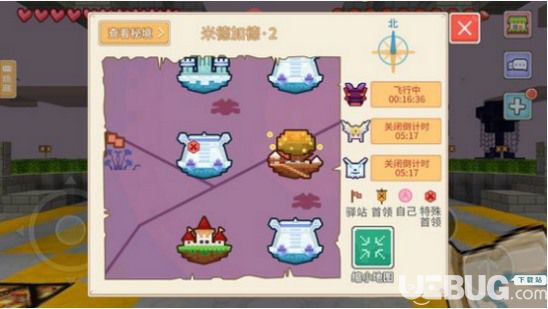 查看秘境
米德加德·2
北
飞行中
00:16:36
关闭倒计时
05:17
关闭倒计时
05:17
驿站 首领 自己 特殊首领
缩小地图
下载站
UEBUG.com